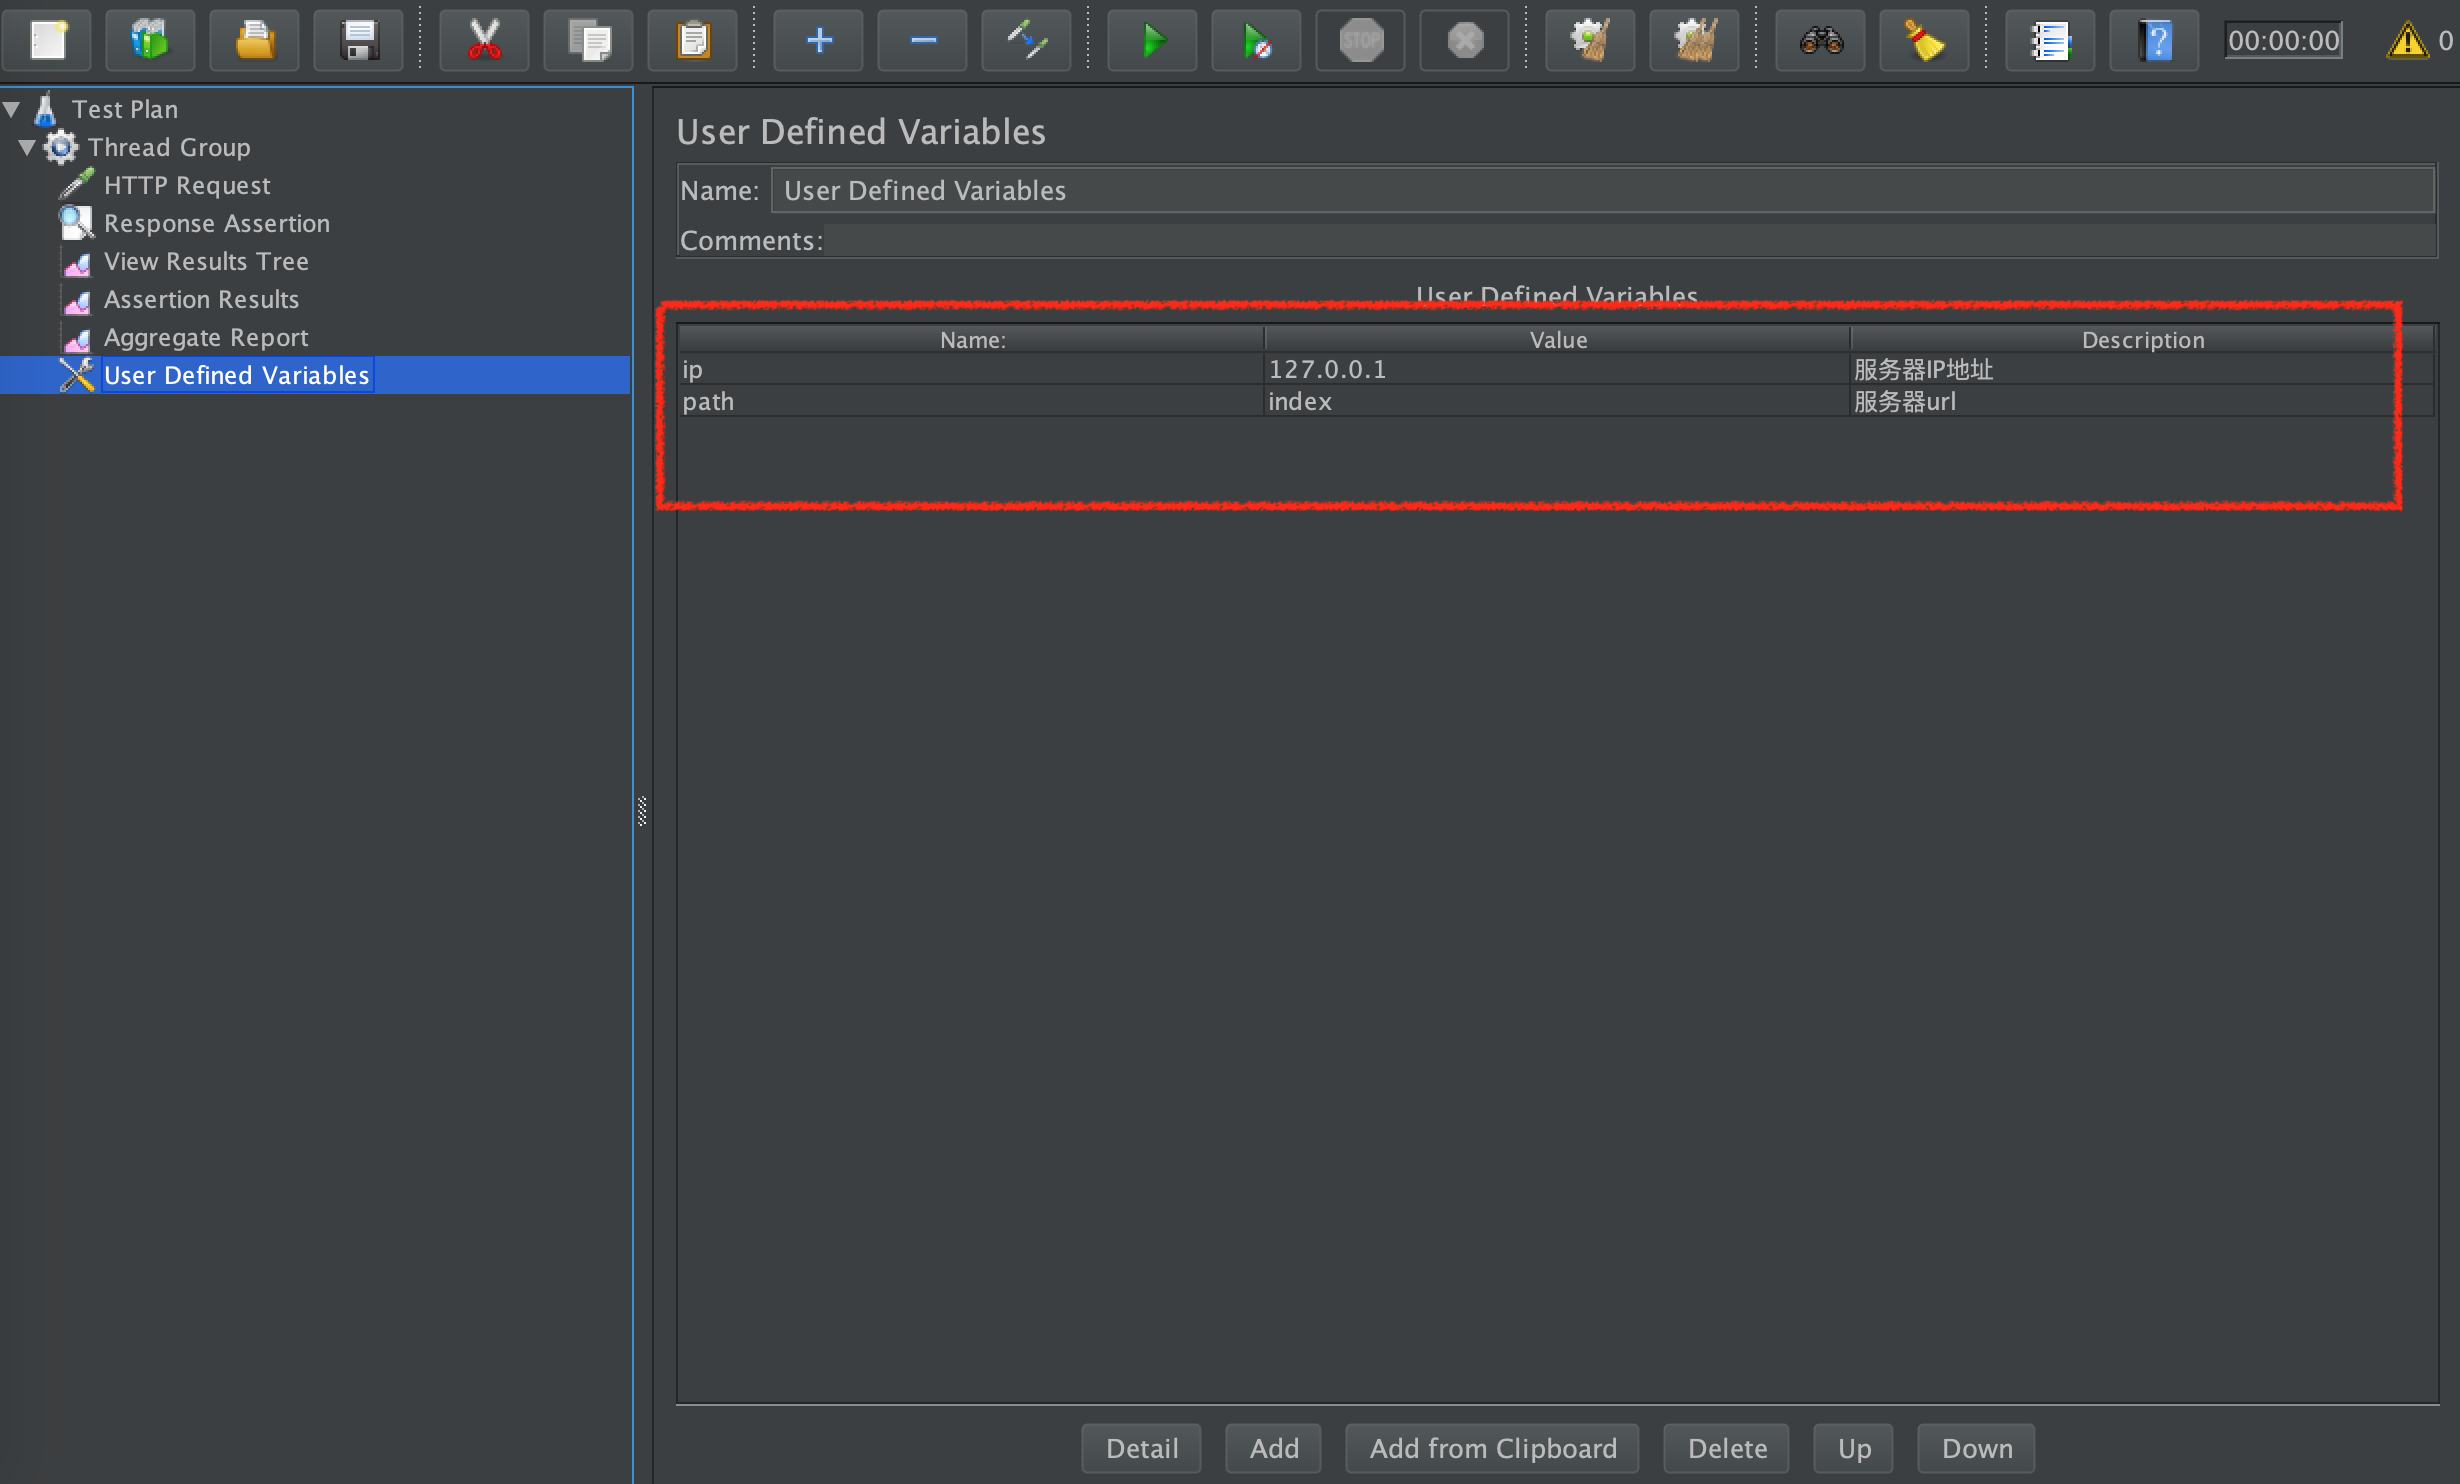 STOP
00:00:00
0
Test Plan
Thread Group
HTTP Request
Response Assertion
View Results Tree
Assertion Results
Aggregate Report
User Defined Variables
User Defined Variables
Name: User Defined Variables
Comments:
User Defined Variables
Name: Value Description
ip 127.0.0.1 服务器IP地址
path index 服务器url
Detail Add Add from Clipboard Delete Up Down